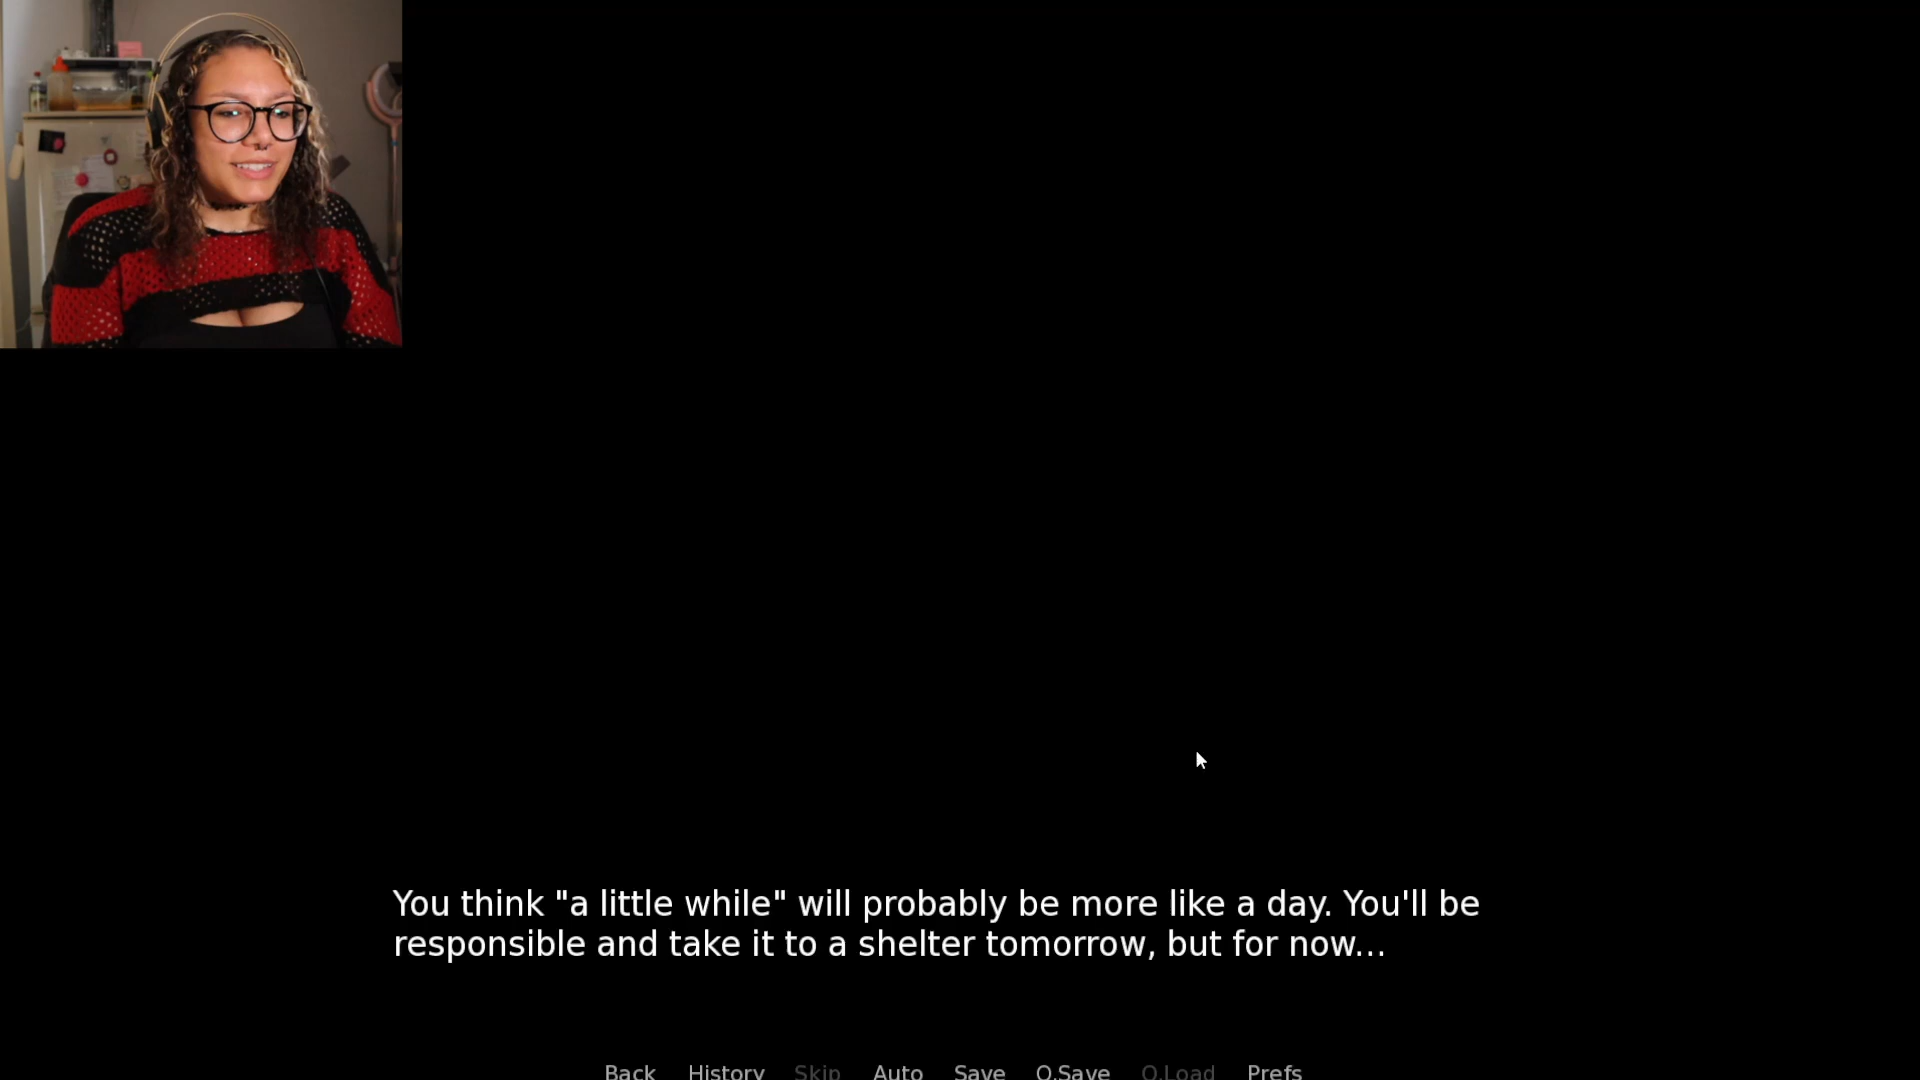 You think "a little while" will probably be more like a day. You'll be
responsible and take it to a shelter tomorrow, but for now...
Back History Skip Auto Save Q.Save Q.Load Prefs